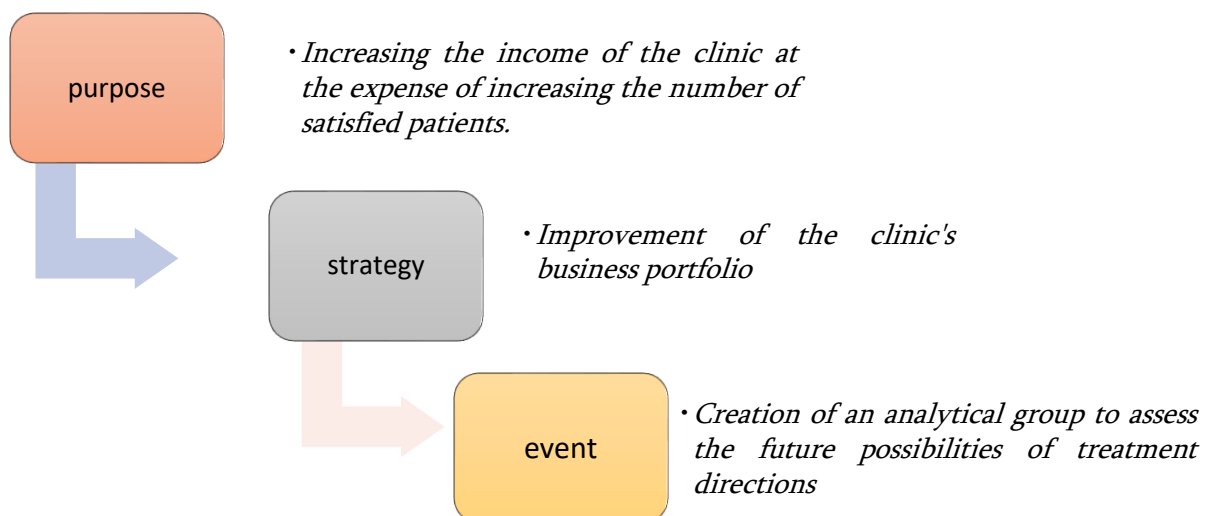 purpose
· Increasing the income of the clinic at
the expense of increasing the number of
satisfied patients.
strategy
· Improvement of the clinic's
business portfolio
event
· Creation of an analytical group to assess
the future possibilities of treatment
directions